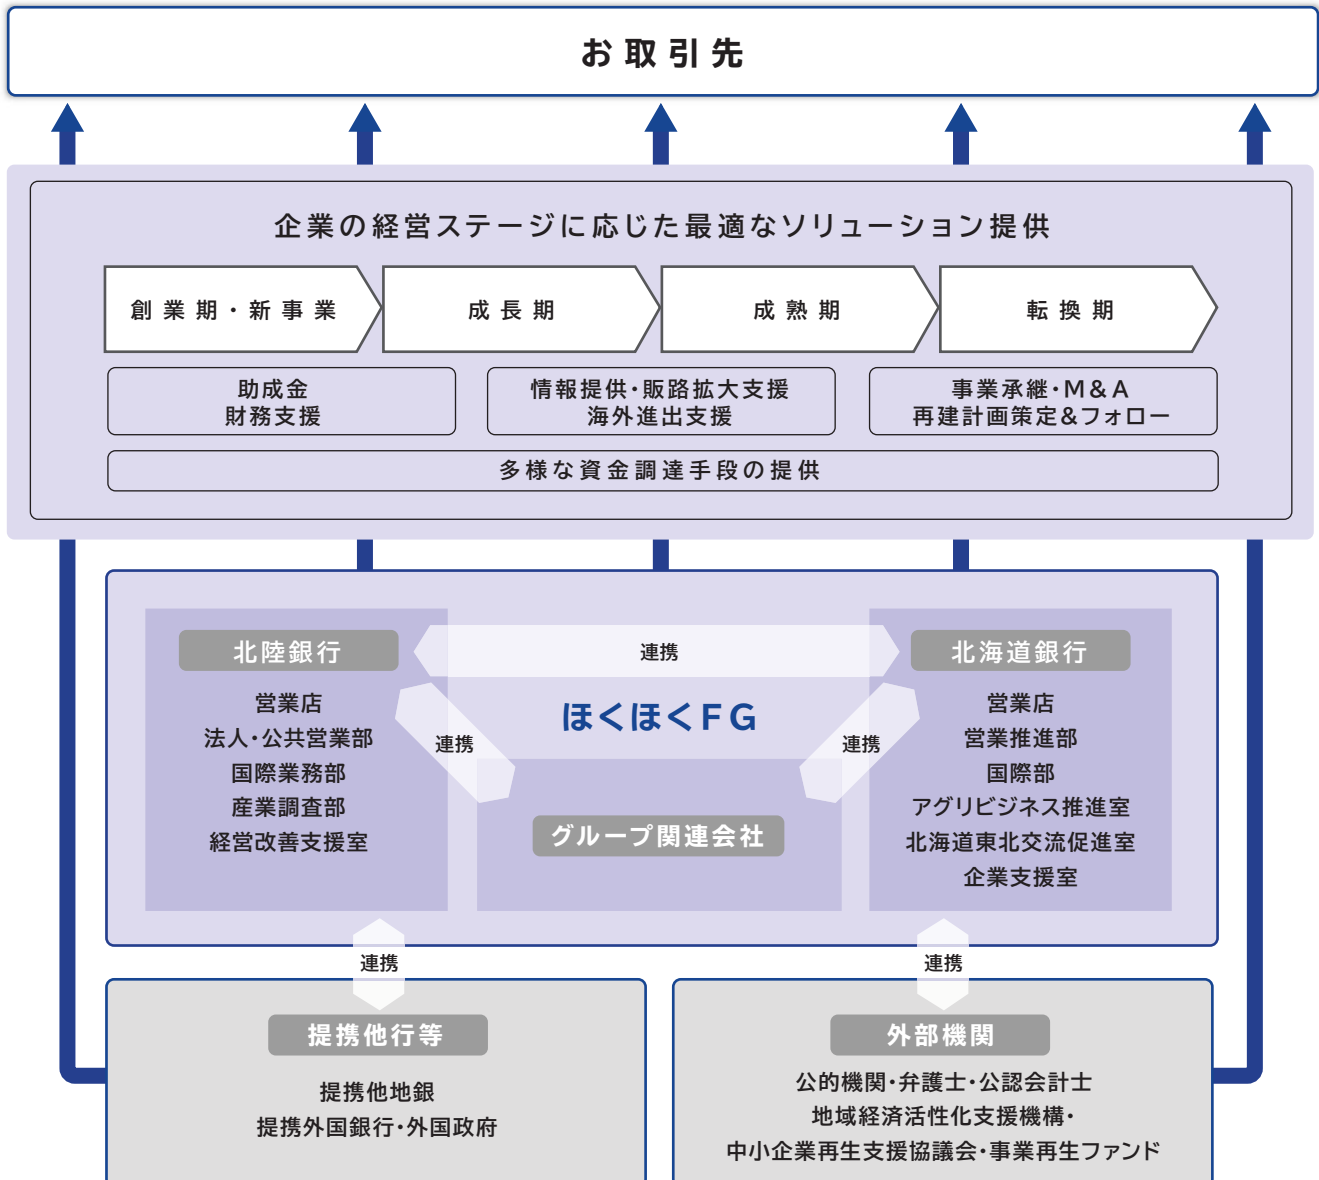 お取引先
企業の経営ステージに応じた最適なソリューション提供
創業期・新事業
成長期
成熟期
転換期
助成金
財務支援
情報提供・販路拡大支援
海外進出支援
事業承継・M&A
再建計画策定&フォロー
多様な資金調達手段の提供
北陸銀行
営業店
法人・公共営業部
国際業務部
産業調査部
経営改善支援室
連携
ほくほくFG
連携
連携
グループ関連会社
北海道銀行
営業店
営業推進部
国際部
アグリビジネス推進室
北海道東北交流促進室
企業支援室
連携
連携
提携他行等
提携他地銀
提携外国銀行・外国政府
外部機関
公的機関・弁護士・公認会計士
地域経済活性化支援機構・
中小企業再生支援協議会・事業再生ファンド